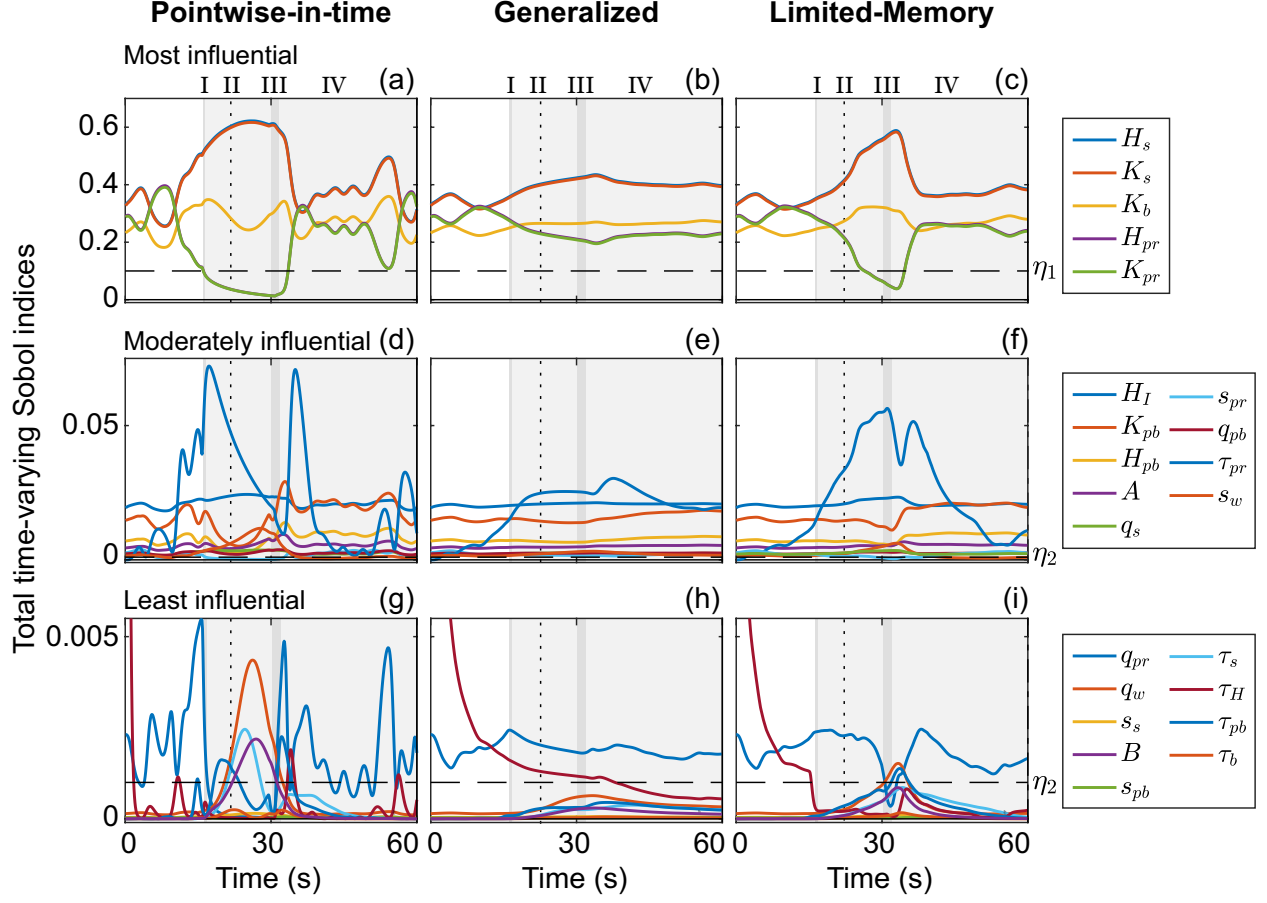 Pointwise-in-time Generalized Limited-Memory
Most influential
I II III IV (a) I II III IV (b) I II III IV (c)
0.6
0.4
0.2
0
η1
H_s
K_s
K_b
H_pr
K_pr
Total time-varying Sobol indices
Moderately influential (d) (e) (f)
0.05
0
η2
H_I s_pr
K_pb q_pb
H_pb τ_pr
A s_w
q_s
Least influential (g) (h) (i)
0.005
0
η2
q_pr τ_s
q_w τ_H
s_s τ_pb
B τ_b
s_pb
0 30 60 0 30 60 0 30 60
Time (s) Time (s) Time (s)